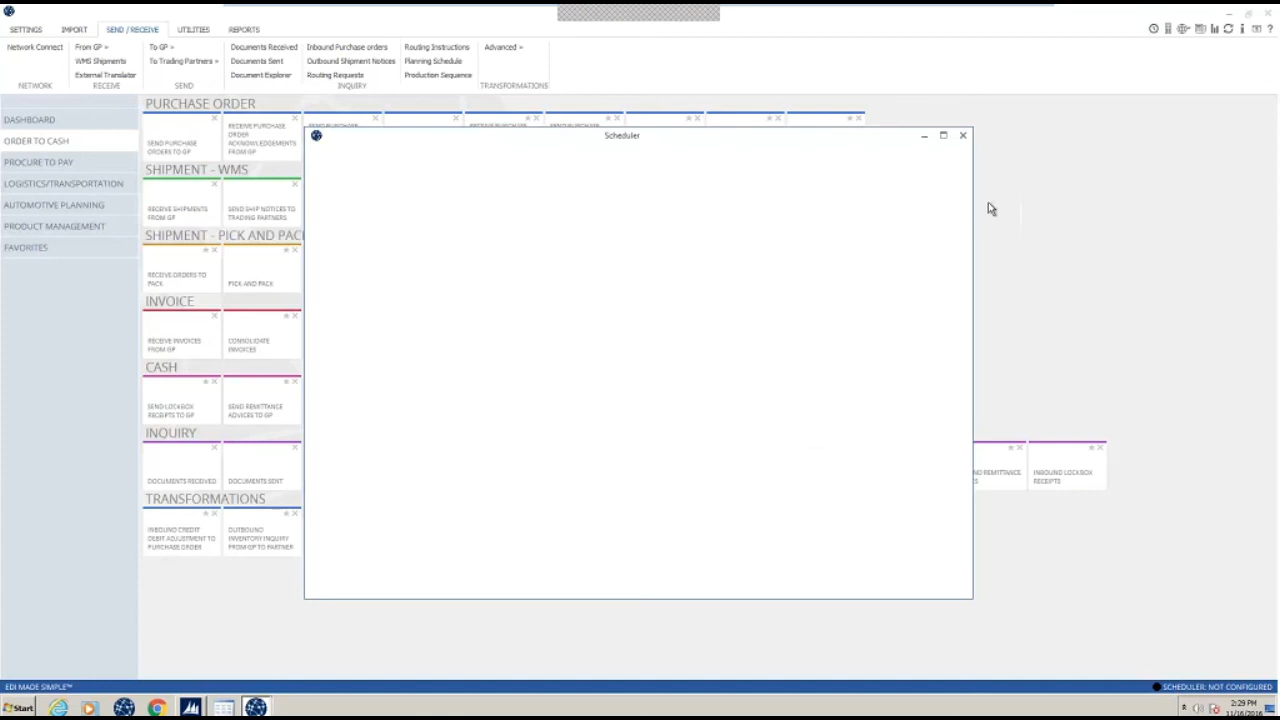 SETTINGS IMPORT SEND / RECEIVE UTILITIES REPORTS
Network Connect From GP » To GP » Documents Received Inbound Purchase orders Routing Instructions Advanced »
WMS Shipments To Trading Partners » Documents Sent Outbound Shipment Notices Planning Schedule
External Translator Document Explorer Routing Requests Production Sequence
NETWORK RECEIVE SEND INQUIRY TRANSFORMATIONS
DASHBOARD
ORDER TO CASH
PROCURE TO PAY
LOGISTICS/TRANSPORTATION
AUTOMOTIVE PLANNING
PRODUCT MANAGEMENT
FAVORITES
PURCHASE ORDER
SEND PURCHASE
ORDERS TO GP
RECEIVE PURCHASE
ORDER
ACKNOWLEDGEMENTS
FROM GP
Scheduler
SHIPMENT - WMS
RECEIVE SHIPMENTS
FROM GP
SEND SHIP NOTICES TO
TRADING PARTNERS
SHIPMENT - PICK AND PAC
RECEIVE ORDERS TO
PACK
PICK AND PACK
INVOICE
RECEIVE INVOICES
FROM GP
CONSOLIDATE
INVOICES
CASH
SEND LOCKBOX
RECEIPTS TO GP
SEND REMITTANCE
ADVICES TO GP
INQUIRY
DOCUMENTS RECEIVED
DOCUMENTS SENT
REMITTANCE
INBOUND LOCKBOX
RECEIPTS
TRANSFORMATIONS
INBOUND CREDIT
DEBIT ADJUSTMENT TO
PURCHASE ORDER
OUTBOUND
INVENTORY INQUIRY
FROM GP TO PARTNER
EDI MADE SIMPLE™
SCHEDULER: NOT CONFIGURED
Start
2:29 PM
11/16/2016